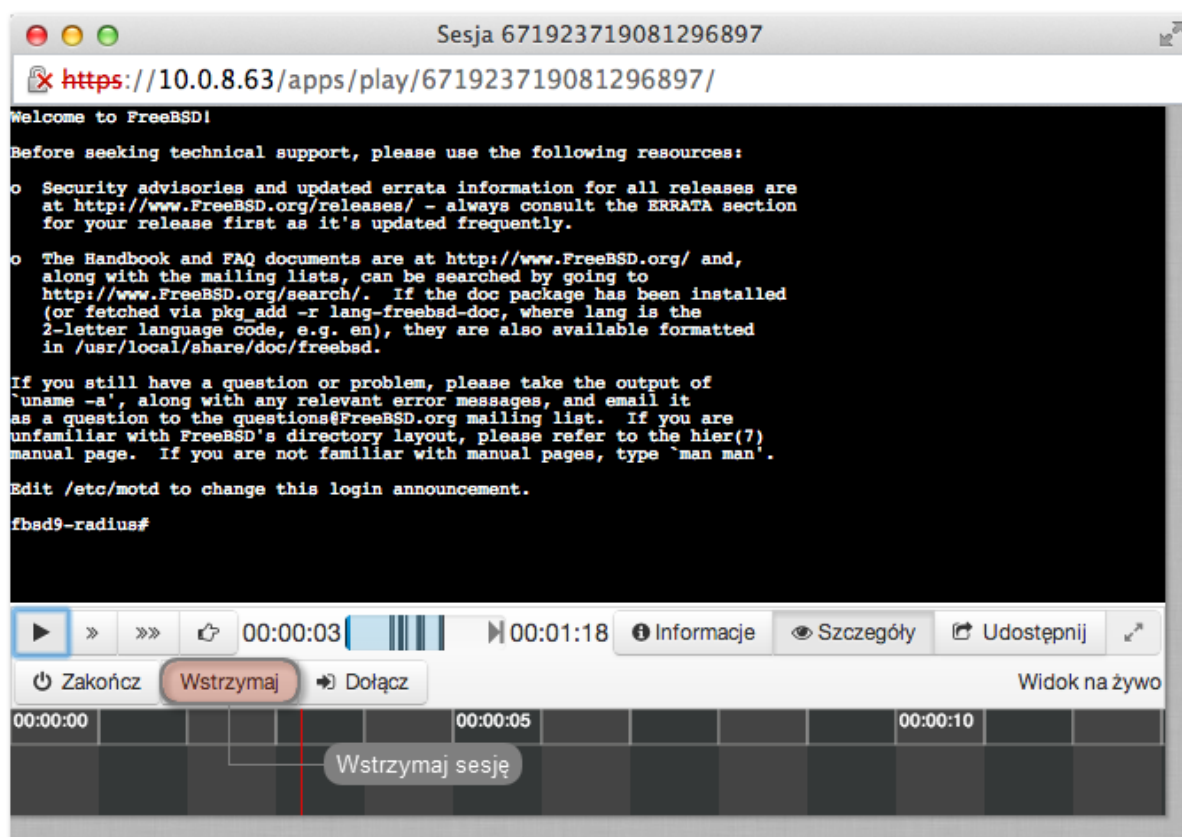 Sesja 671923719081296897
https://10.0.8.63/apps/play/671923719081296897/
Welcome to FreeBSD!
Before seeking technical support, please use the following resources:
o  Security advisories and updated errata information for all releases are
at http://www.FreeBSD.org/releases/ - always consult the ERRATA section
for your release first as it's updated frequently.
o  The Handbook and FAQ documents are at http://www.FreeBSD.org/ and,
along with the mailing lists, can be searched by going to
http://www.FreeBSD.org/search/.  If the doc package has been installed
(or fetched via pkg_add -r lang-freebsd-doc, where lang is the
2-letter language code, e.g. en), they are also available formatted
in /usr/local/share/doc/freebsd.
If you still have a question or problem, please take the output of
`uname -a', along with any relevant error messages, and email it
as a question to the questions@FreeBSD.org mailing list.  If you are
unfamiliar with FreeBSD's directory layout, please refer to the hier(7)
manual page.  If you are not familiar with manual pages, type `man man'.
Edit /etc/motd to change this login announcement.
fbsd9-radius#
00:00:03 00:01:18 Informacje Szczegóły Udostępnij
Zakończ Wstrzymaj Dołącz Widok na żywo
00:00:00 00:00:05 00:00:10
Wstrzymaj sesję